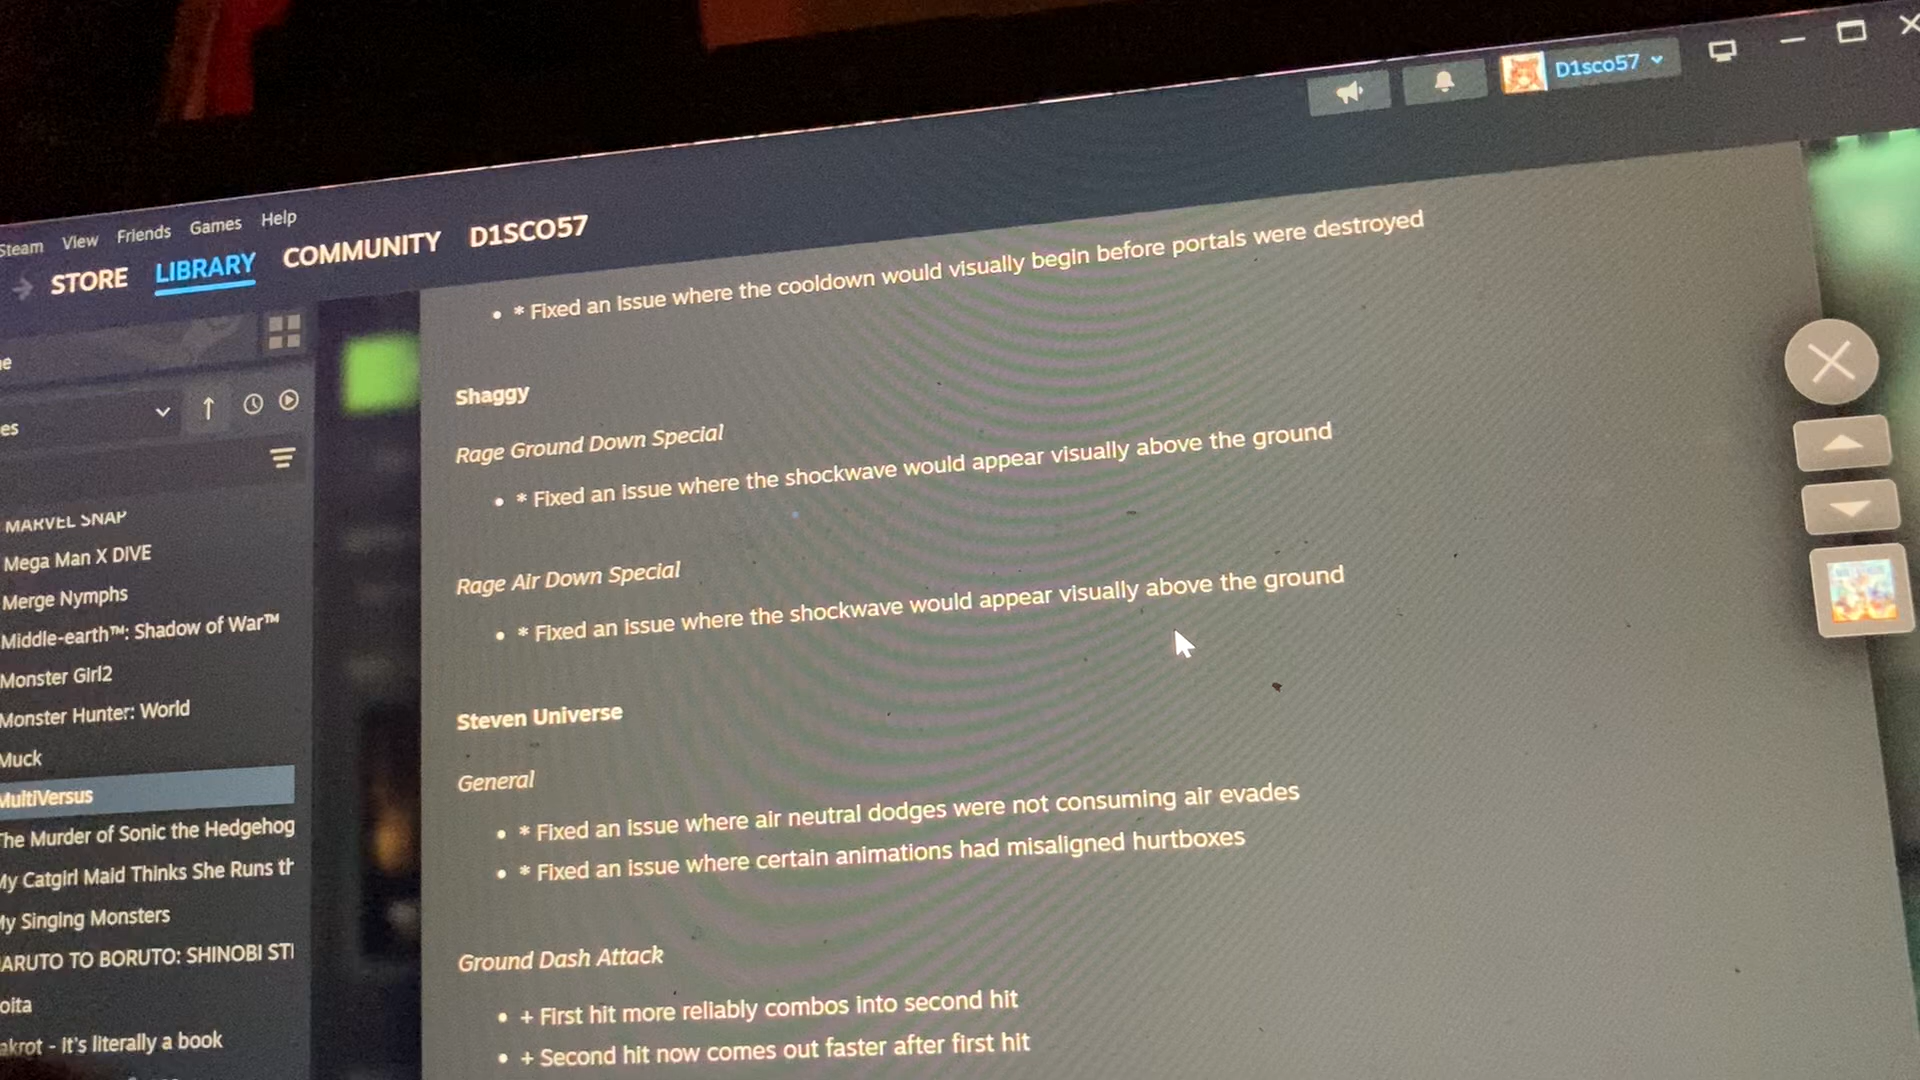 D1sco57
Steam View Friends Games Help
STORE LIBRARY COMMUNITY D1SCO57
* Fixed an issue where the cooldown would visually begin before portals were destroyed
Shaggy
Rage Ground Down Special
* Fixed an issue where the shockwave would appear visually above the ground
Rage Air Down Special
* Fixed an issue where the shockwave would appear visually above the ground
Steven Universe
General
* Fixed an issue where air neutral dodges were not consuming air evades
* Fixed an issue where certain animations had misaligned hurtboxes
Ground Dash Attack
+ First hit more reliably combos into second hit
+ Second hit now comes out faster after first hit
e
es
MARVEL SNAP
Mega Man X DIVE
Merge Nymphs
Middle-earth™: Shadow of War™
Monster Girl2
Monster Hunter: World
Muck
MultiVersus
The Murder of Sonic the Hedgehog
My Catgirl Maid Thinks She Runs th
My Singing Monsters
ARUTO TO BORUTO: SHINOBI STI
oita
akrot - It's literally a book